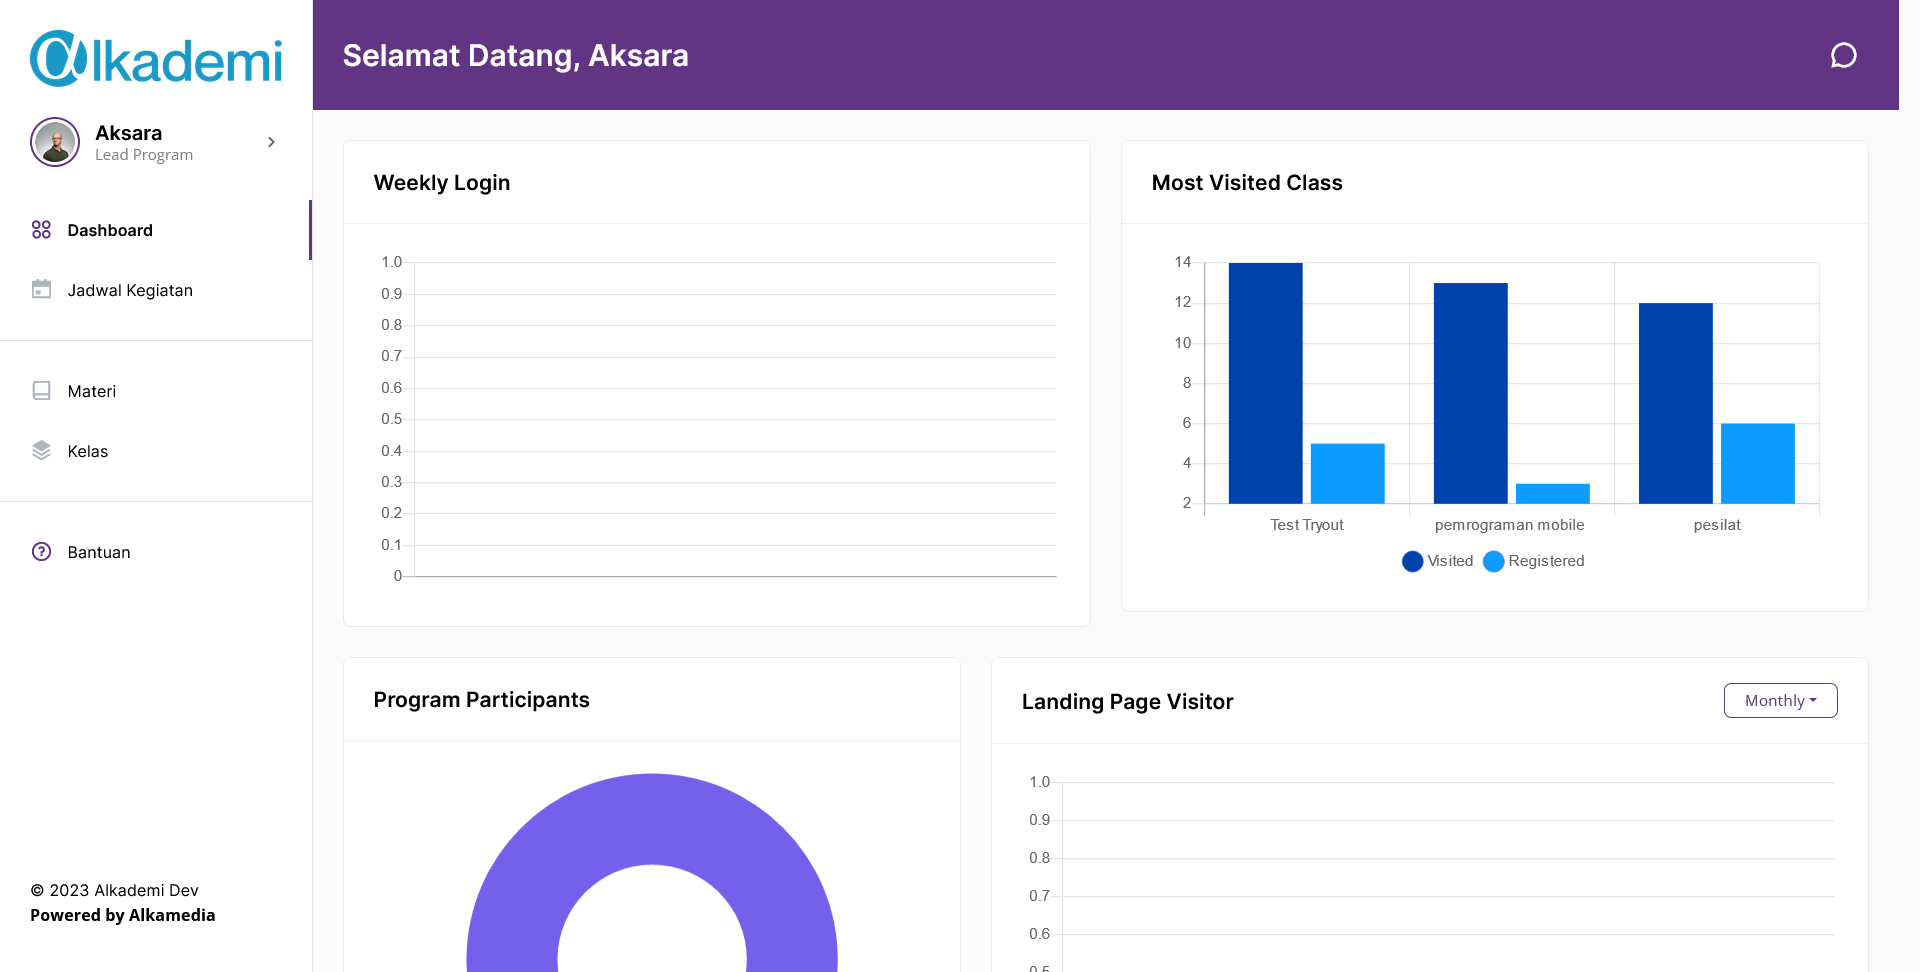 alkademi
Selamat Datang, Aksara
Aksara
Lead Program
Dashboard
Jadwal Kegiatan
Materi
Kelas
Bantuan
© 2023 Alkademi Dev
Powered by Alkamedia
Weekly Login
1.0
0.9
0.8
0.7
0.6
0.5
0.4
0.3
0.2
0.1
0
Most Visited Class
14
12
10
8
6
4
2
Test Tryout pemrograman mobile pesilat
Visited Registered
Program Participants
Landing Page Visitor
Monthly
1.0
0.9
0.8
0.7
0.6
0.5